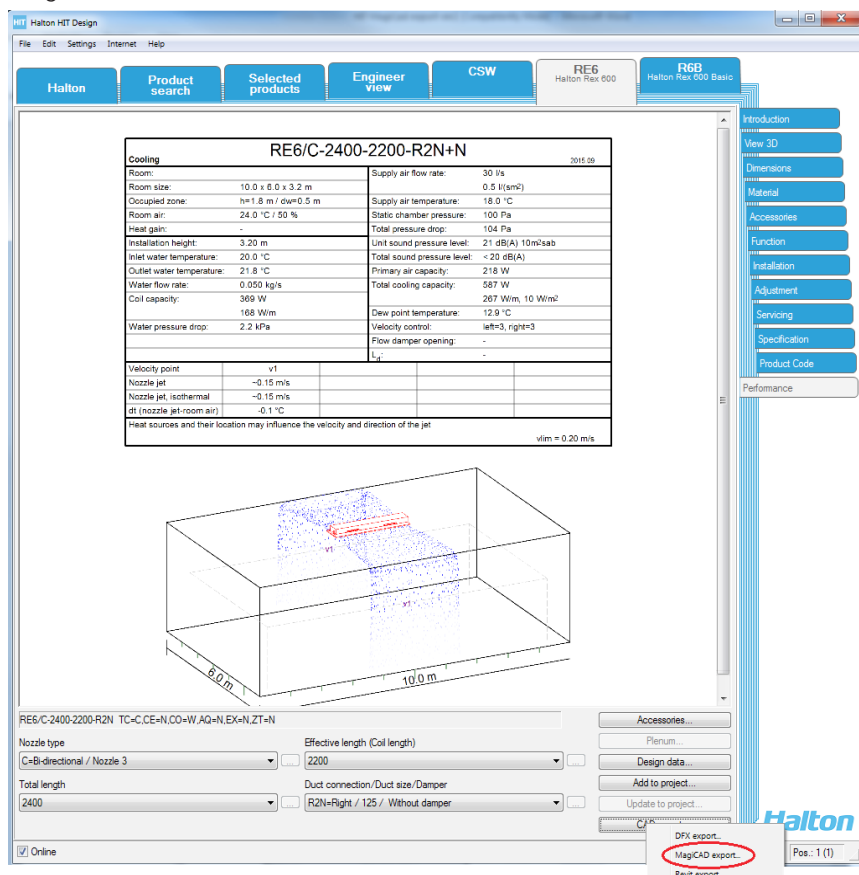 HIT Halton HIT Design
File Edit Settings Internet Help
Halton
Product search
Selected products
Engineer view
CSW
RE6
Halton Rex 600
R6B
Halton Rex 600 Basic
Introduction
View 3D
Dimensions
Material
Accessories
Function
Installation
Adjustment
Servicing
Specification
Product Code
Performance
Cooling RE6/C-2400-2200-R2N+N 2015.09
Room: Supply air flow rate: 30 l/s
Room size: 10.0 x 6.0 x 3.2 m 0.5 l/(sm²)
Occupied zone: h=1.8 m / dw=0.5 m Supply air temperature: 18.0 °C
Room air: 24.0 °C / 50 % Static chamber pressure: 100 Pa
Heat gain: - Total pressure drop: 104 Pa
Installation height: 3.20 m Unit sound pressure level: 21 dB(A) 10m²sab
Inlet water temperature: 20.0 °C Total sound pressure level: < 20 dB(A)
Outlet water temperature: 21.8 °C Primary air capacity: 218 W
Water flow rate: 0.050 kg/s Total cooling capacity: 587 W
Coil capacity: 369 W 267 W/m, 10 W/m²
168 W/m Dew point temperature: 12.9 °C
Water pressure drop: 2.2 kPa Velocity control: left=3, right=3
Flow damper opening: -
Ld: -
Velocity point v1
Nozzle jet ~0.15 m/s
Nozzle jet, isothermal ~0.15 m/s
dt (nozzle jet-room air) -0.1 °C
Heat sources and their location may influence the velocity and direction of the jet
vlim = 0.20 m/s
v1
v1
6.0 m
10.0 m
RE6/C-2400-2200-R2N TC=C,CE=N,CO=W,AQ=N,EX=N,ZT=N
Accessories...
Nozzle type Effective length (Coil length) Plenum...
C=Bi-directional / Nozzle 3 ... 2200 ... Design data...
Total length Duct connection/Duct size/Damper Add to project...
2400 ... R2N=Right / 125 / Without damper ... Update to project...
Halton
DFX export...
Online MagiCAD export... Pos.: 1 (1)
Revit export